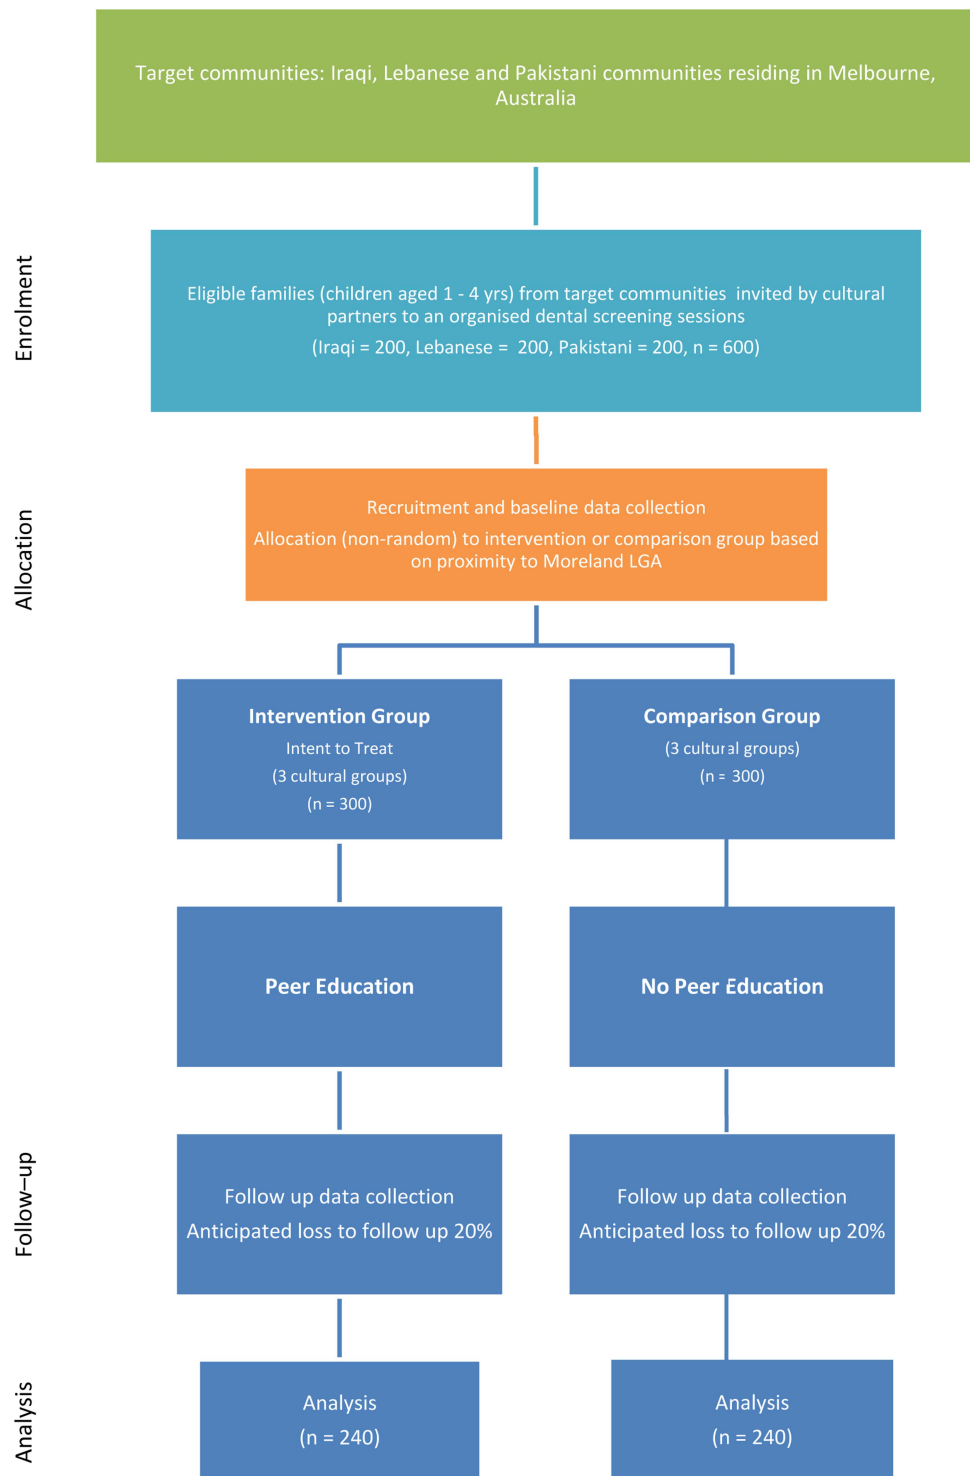 Target communities: Iraqi, Lebanese and Pakistani communities residing in Melbourne,
Australia
Enrolment
Eligible families (children aged 1 - 4 yrs) from target communities invited by cultural
partners to an organised dental screening sessions
(Iraqi = 200, Lebanese = 200, Pakistani = 200, n = 600)
Allocation
Recruitment and baseline data collection
Allocation (non-random) to intervention or comparison group based
on proximity to Moreland LGA
Intervention Group
Intent to Treat
(3 cultural groups)
(n = 300)
Comparison Group
(3 cultural groups)
(n = 300)
Peer Education
No Peer Education
Follow–up
Follow up data collection
Anticipated loss to follow up 20%
Follow up data collection
Anticipated loss to follow up 20%
Analysis
Analysis
(n = 240)
Analysis
(n = 240)